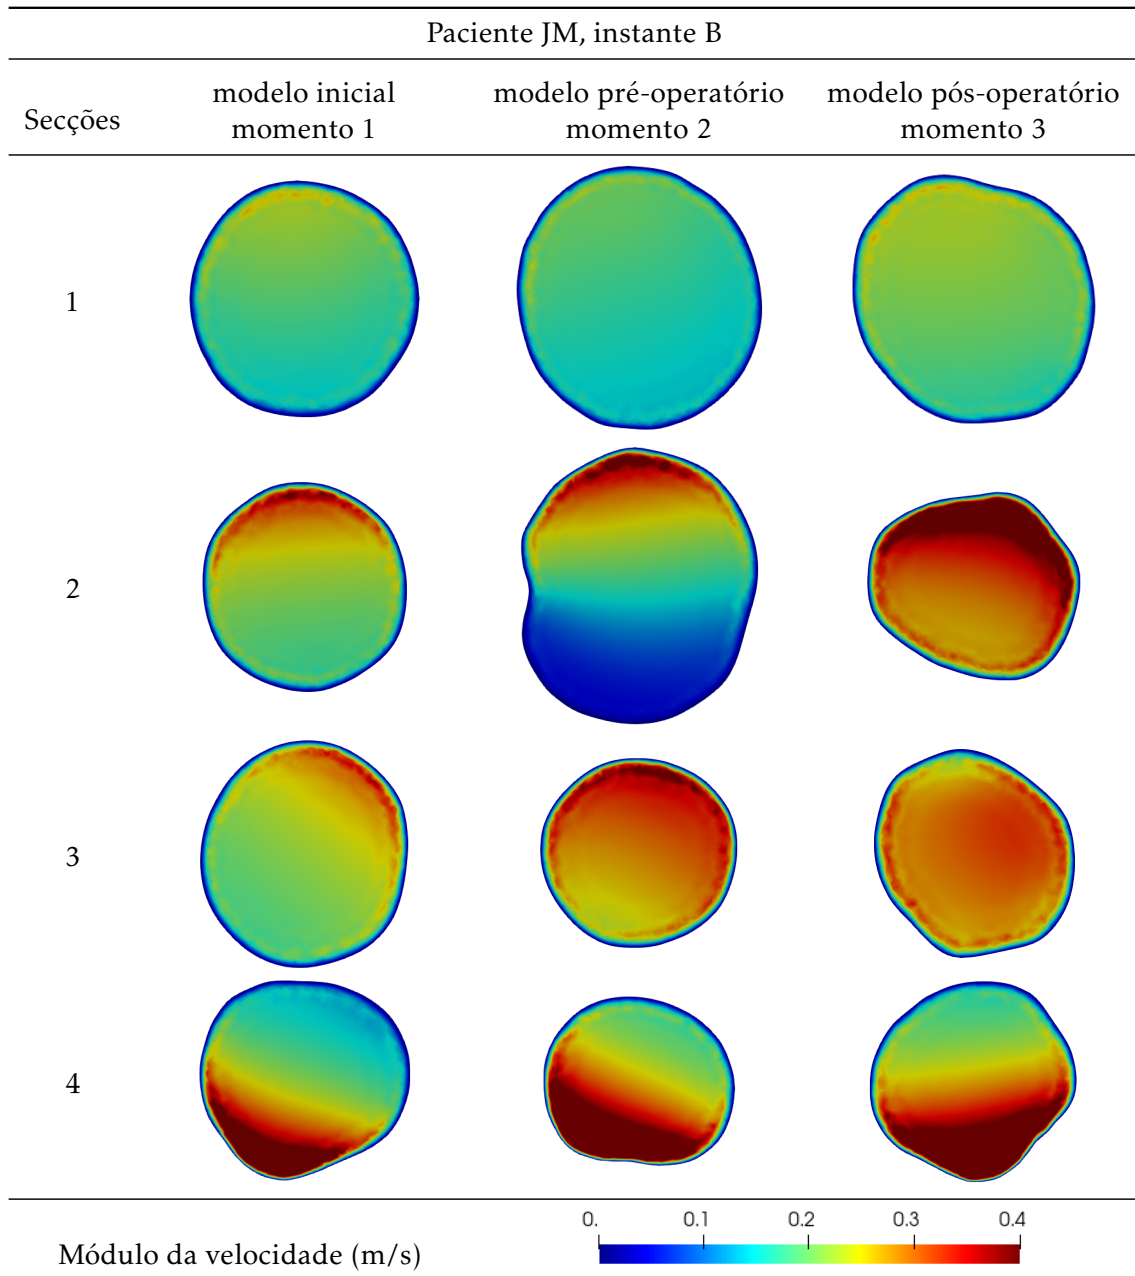 Paciente JM, instante B
Secções
modelo inicial
momento 1
modelo pré-operatório
momento 2
modelo pós-operatório
momento 3
1
2
3
4
Módulo da velocidade (m/s)
0. 0.1 0.2 0.3 0.4